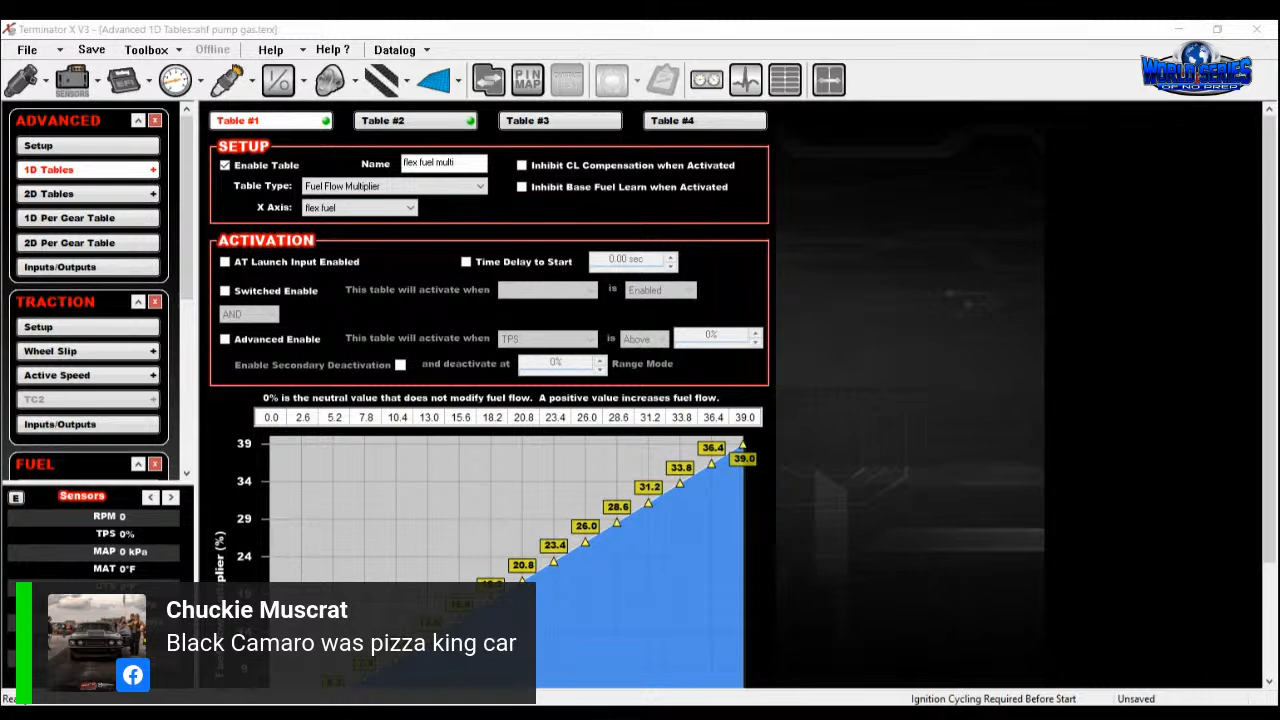 Terminator X V3 - [Advanced 1D Tables::ahf pump gas.terx]
File Save Toolbox Offline Help Help ? Datalog
SENSORS
PIN MAP
WORLD SERIES
OF NO PREP
ADVANCED
Setup
1D Tables +
2D Tables +
1D Per Gear Table
2D Per Gear Table
Inputs/Outputs
TRACTION
Setup
Wheel Slip +
Active Speed +
TC2 +
Inputs/Outputs
FUEL
E Sensors < >
RPM 0
TPS 0%
MAP 0 kPa
MAT 0°F
Table #1 Table #2 Table #3 Table #4
SETUP
Enable Table Name flex fuel multi Inhibit CL Compensation when Activated
Table Type: Fuel Flow Multiplier Inhibit Base Fuel Learn when Activated
X Axis: flex fuel
ACTIVATION
AT Launch Input Enabled Time Delay to Start 0.00 sec
Switched Enable This table will activate when is Enabled
AND
Advanced Enable This table will activate when TPS is Above 0%
Enable Secondary Deactivation and deactivate at 0% Range Mode
0% is the neutral value that does not modify fuel flow. A positive value increases fuel flow.
0.0 2.6 5.2 7.8 10.4 13.0 15.6 18.2 20.8 23.4 26.0 28.6 31.2 33.8 36.4 39.0
39 36.4
39.0
34 33.8
31.2
29 28.6
26.0
24 23.4
20.8
Chuckie Muscrat
Black Camaro was pizza king car
Ignition Cycling Required Before Start Unsaved